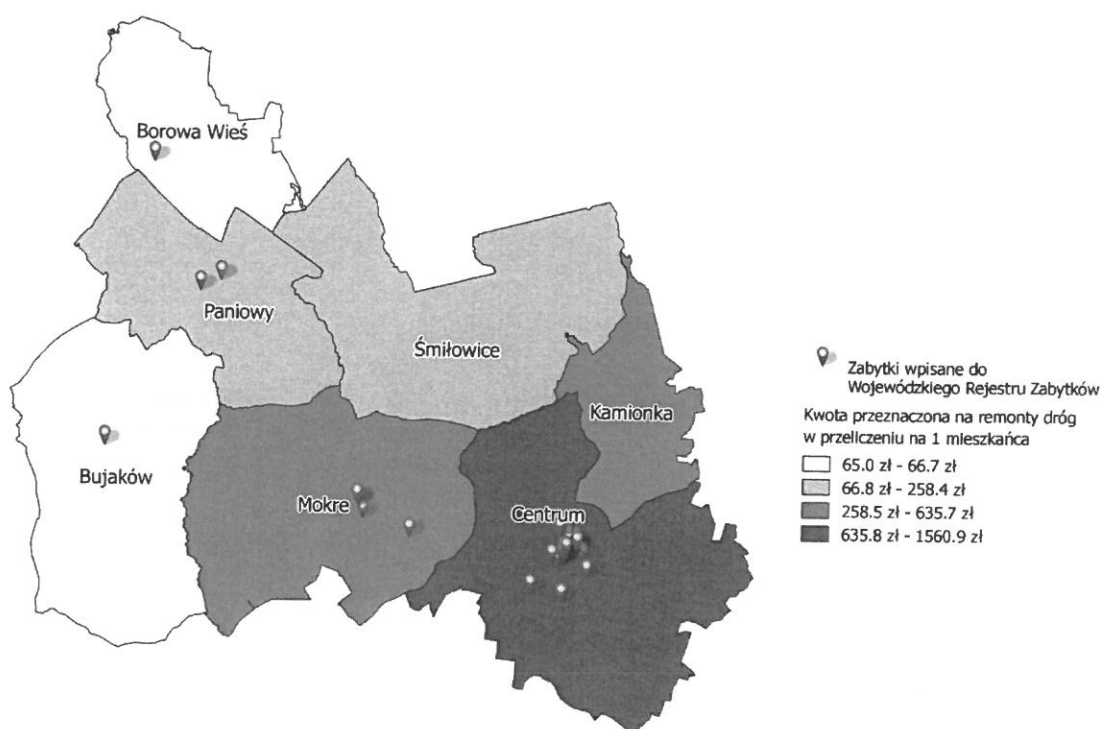 Borowa Wieś
Paniowy
Śmiłowice
Kamionka
Bujaków
Mokre
Centrum
Zabytki wpisane do
Wojewódzkiego Rejestru Zabytków
Kwota przeznaczona na remonty dróg
w przeliczeniu na 1 mieszkańca
65.0 zł - 66.7 zł
66.8 zł - 258.4 zł
258.5 zł - 635.7 zł
635.8 zł - 1560.9 zł